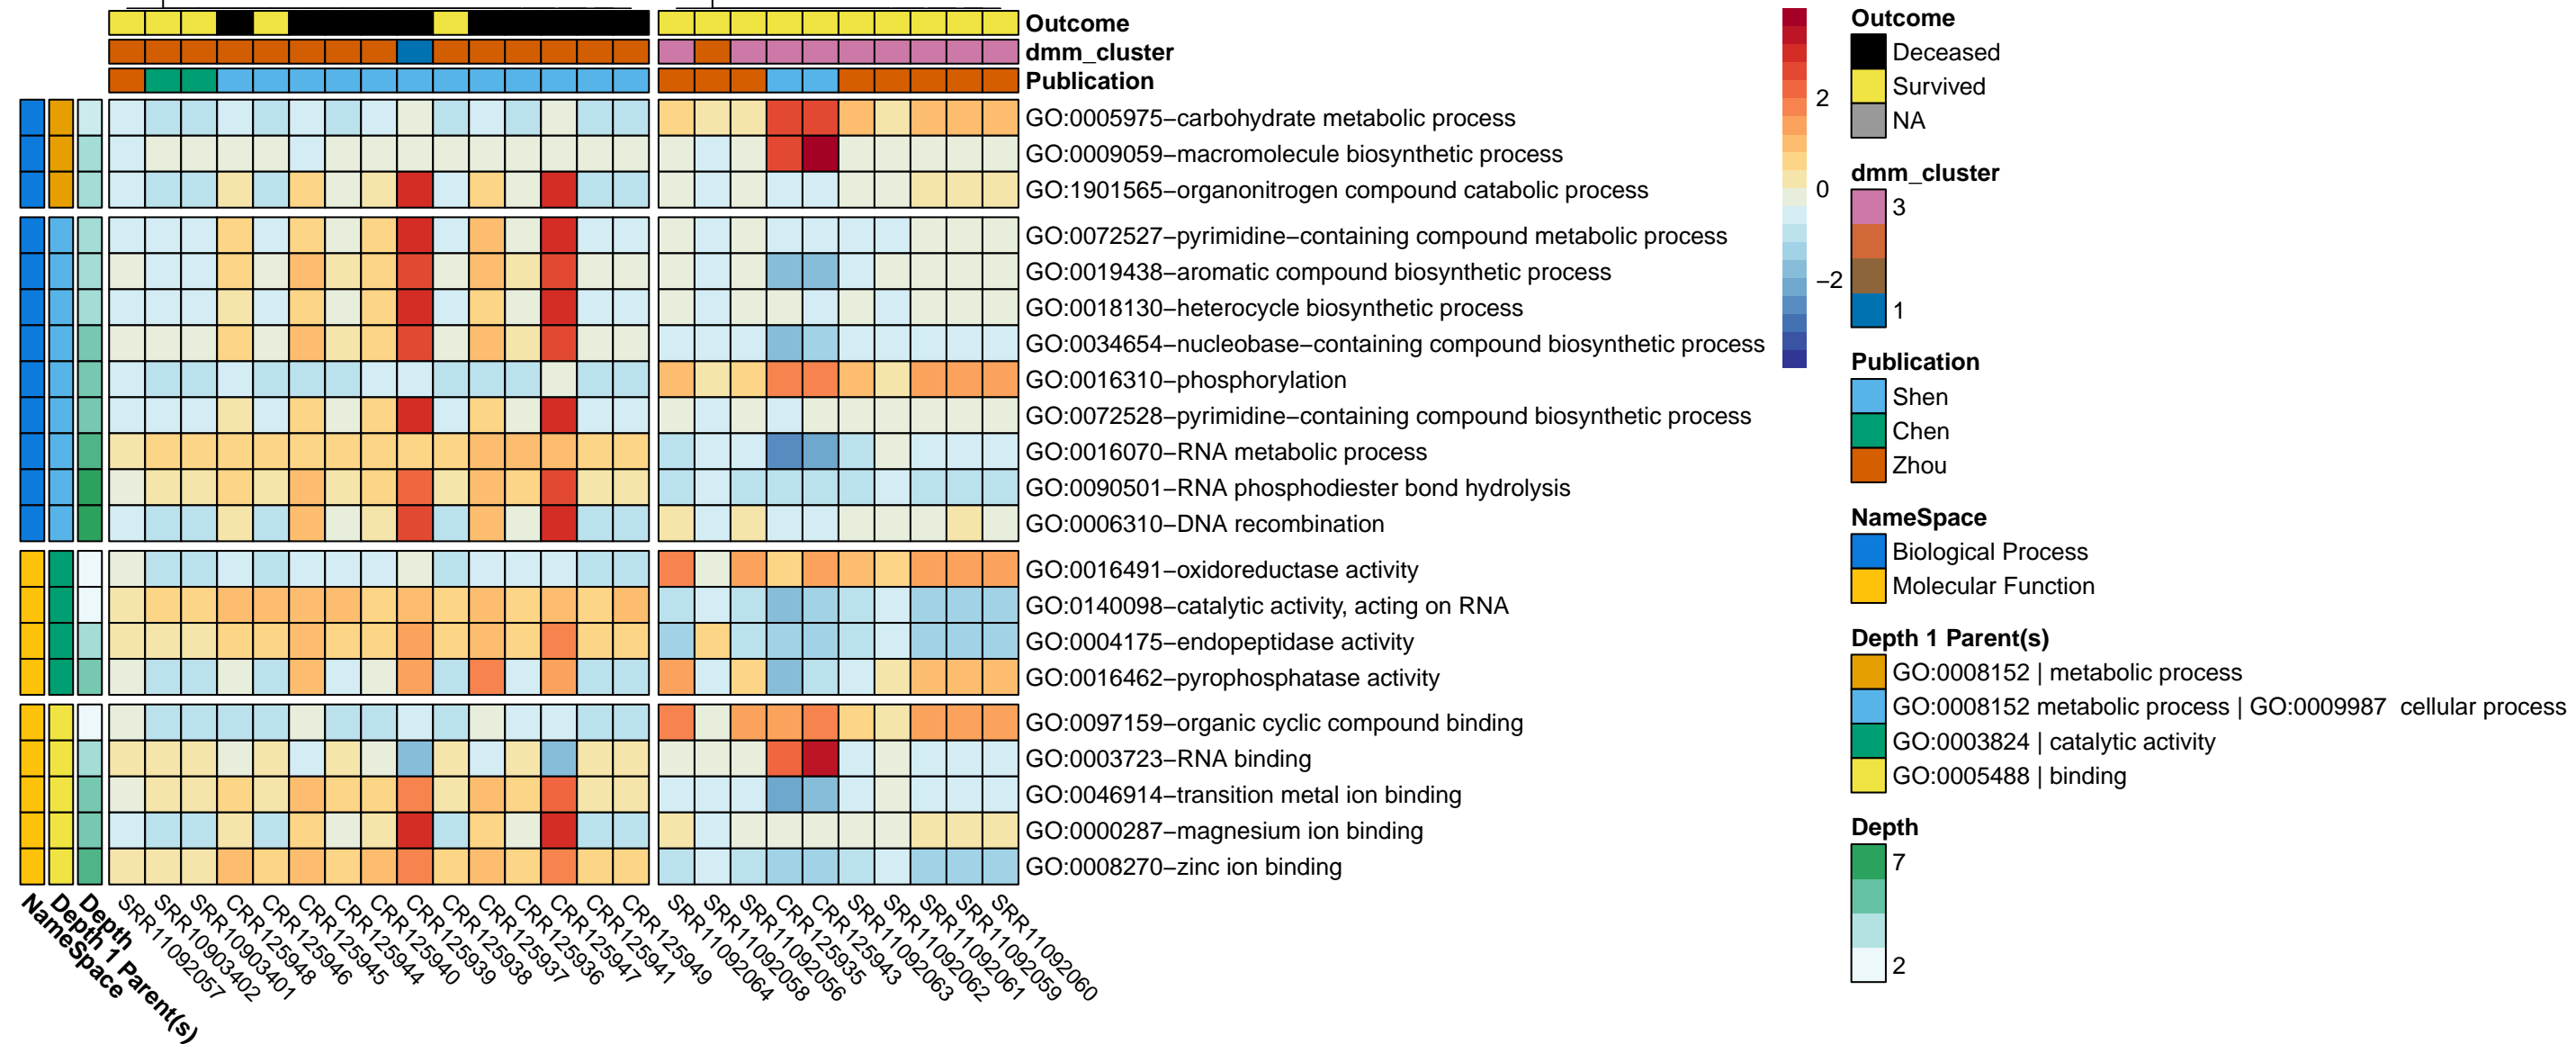 Outcome
dmm_cluster
Publication
GO:0005975−carbohydrate metabolic process
GO:0009059−macromolecule biosynthetic process
GO:1901565−organonitrogen compound catabolic process
GO:0072527−pyrimidine−containing compound metabolic process
GO:0019438−aromatic compound biosynthetic process
GO:0018130−heterocycle biosynthetic process
GO:0034654−nucleobase−containing compound biosynthetic process
GO:0016310−phosphorylation
GO:0072528−pyrimidine−containing compound biosynthetic process
GO:0016070−RNA metabolic process
GO:0090501−RNA phosphodiester bond hydrolysis
GO:0006310−DNA recombination
GO:0016491−oxidoreductase activity
GO:0140098−catalytic activity, acting on RNA
GO:0004175−endopeptidase activity
GO:0016462−pyrophosphatase activity
GO:0097159−organic cyclic compound binding
GO:0003723−RNA binding
GO:0046914−transition metal ion binding
GO:0000287−magnesium ion binding
GO:0008270−zinc ion binding
NameSpace
Depth 1 Parent(s)
Depth
SRR11092057
SRR10903402
SRR10903401
CRR125948
CRR125946
CRR125945
CRR125944
CRR125940
CRR125939
CRR125938
CRR125937
CRR125936
CRR125947
CRR125941
CRR125949
SRR11092064
SRR11092058
SRR11092056
CRR125935
CRR125943
SRR11092063
SRR11092062
SRR11092061
SRR11092059
SRR11092060
2
0
−2
Outcome
Deceased
Survived
NA
dmm_cluster
3
1
Publication
Shen
Chen
Zhou
NameSpace
Biological Process
Molecular Function
Depth 1 Parent(s)
GO:0008152 | metabolic process
GO:0008152 metabolic process | GO:0009987 cellular process
GO:0003824 | catalytic activity
GO:0005488 | binding
Depth
7
2